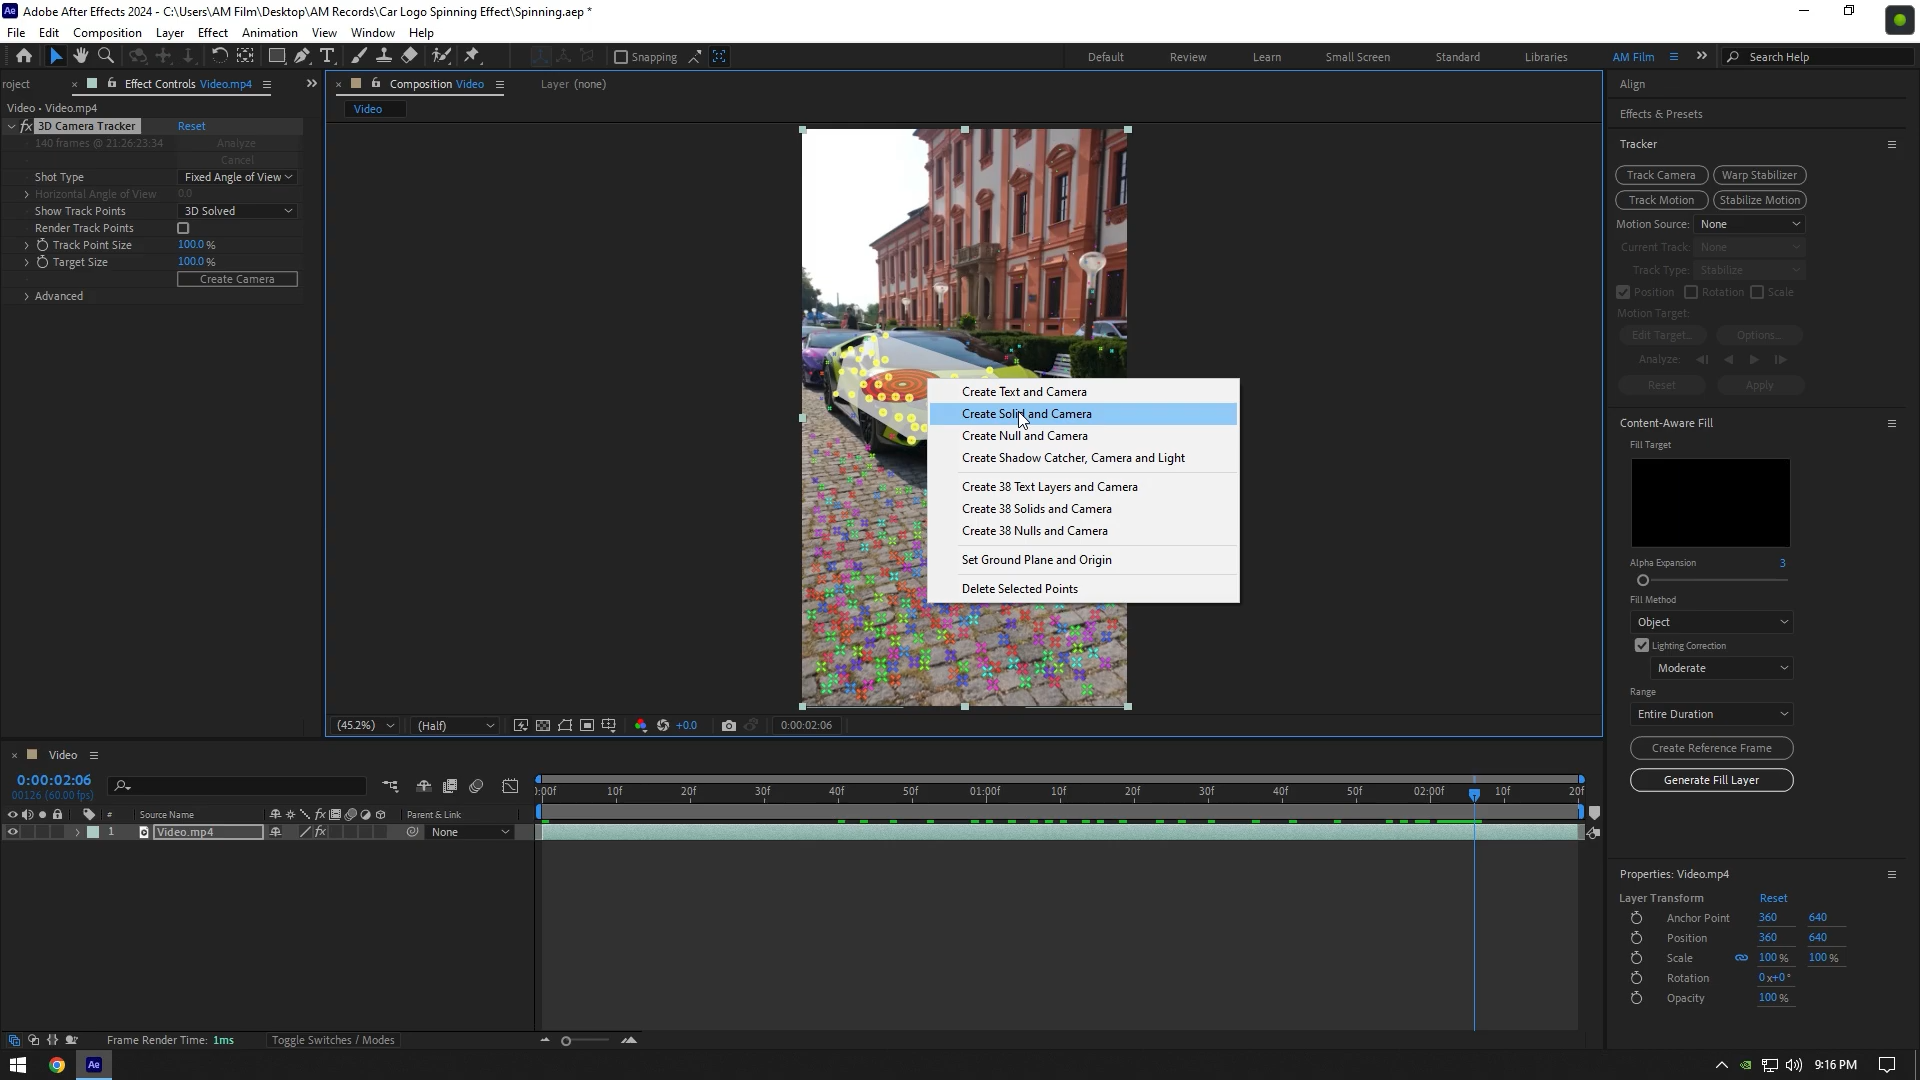 Adobe After Effects 2024 - C:\Users\AM Film\Desktop\AM Records\Car Logo Spinning Effect\Spinning.aep *
File Edit Composition Layer Effect Animation View Window Help
Snapping
Default Review Learn Small Screen Standard Libraries AM Film Search Help
roject Effect Controls Video.mp4
Composition Video
Layer (none)
Align
Video • Video.mp4
Video
Effects & Presets
fx 3D Camera Tracker Reset
140 frames @ 21:26:23:34 Analyze
Cancel
Shot Type Fixed Angle of View
Horizontal Angle of View 0.0
Show Track Points 3D Solved
Render Track Points
Track Point Size 100.0 %
Target Size 100.0 %
Create Camera
Advanced
Create Text and Camera
Create Solid and Camera
Create Null and Camera
Create Shadow Catcher, Camera and Light
Create 38 Text Layers and Camera
Create 38 Solids and Camera
Create 38 Nulls and Camera
Set Ground Plane and Origin
Delete Selected Points
Tracker
Track Camera Warp Stabilizer
Track Motion Stabilize Motion
Motion Source: None
Current Track: None
Track Type: Stabilize
Position Rotation Scale
Motion Target:
Edit Target... Options...
Analyze:
Reset Apply
Content-Aware Fill
Fill Target
Alpha Expansion 3
Fill Method
Object
Lighting Correction
Moderate
Range
Entire Duration
Create Reference Frame
Generate Fill Layer
(45.2%) (Half) +0.0 0:00:02:06
Video
0:00:02:06
00126 (60.00 fps)
):00f 10f 20f 30f 40f 50f 01:00f 10f 20f 30f 40f 50f 02:00f 10f 20f
# Source Name fx Parent & Link
1 Video.mp4 fx None
Properties: Video.mp4
Layer Transform Reset
Anchor Point 360 640
Position 360 640
Scale 100 % 100 %
Rotation 0x+0°
Opacity 100 %
Frame Render Time: 1ms Toggle Switches / Modes
Ae 9:16 PM